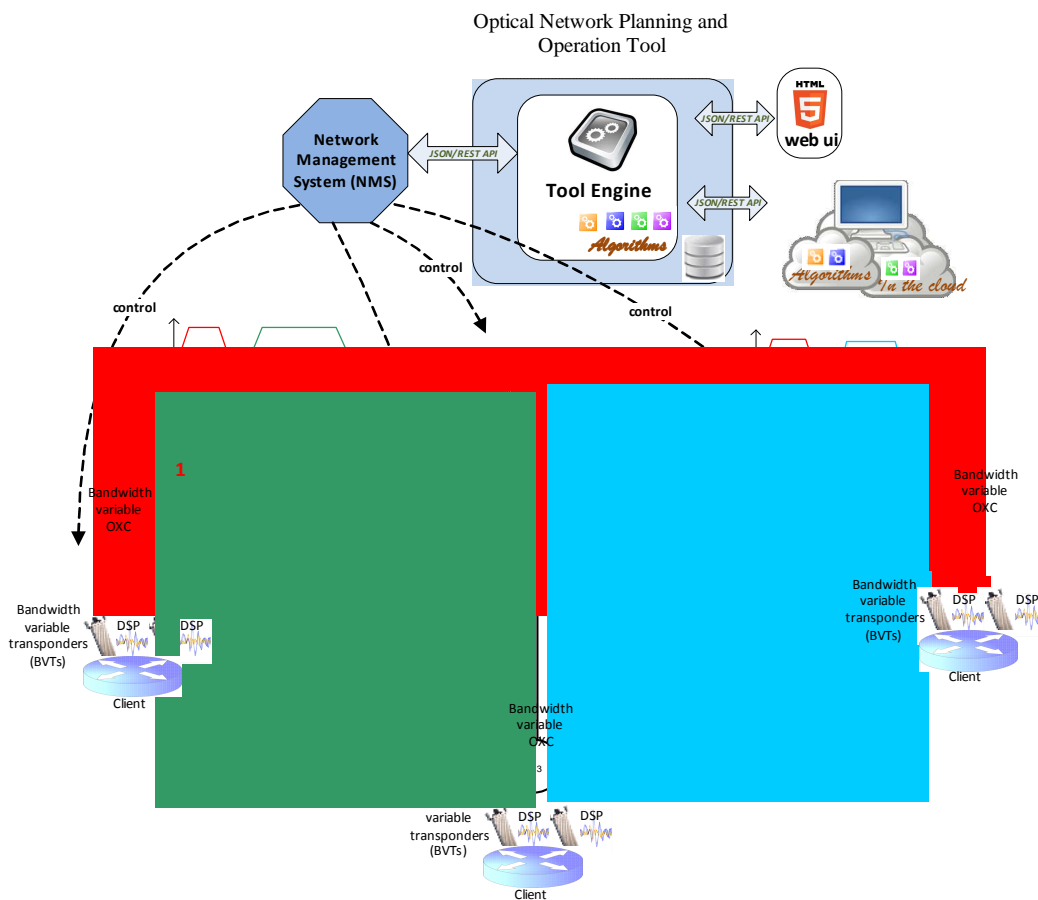 Optical Network Planning and
Operation Tool
HTML
5
web ui
JSON/REST API
Network
Management
System (NMS)
JSON/REST API
Tool Engine
JSON/REST API
Algorithms
Algorithms
In the cloud
control
control
control
1
Bandwidth
variable
OXC
Bandwidth
variable
OXC
Bandwidth
variable
transponders
(BVTs)
DSP
DSP
Client
Bandwidth
variable
transponders
(BVTs)
DSP
DSP
Client
Bandwidth
variable
OXC
3
variable
transponders
(BVTs)
DSP
DSP
Client